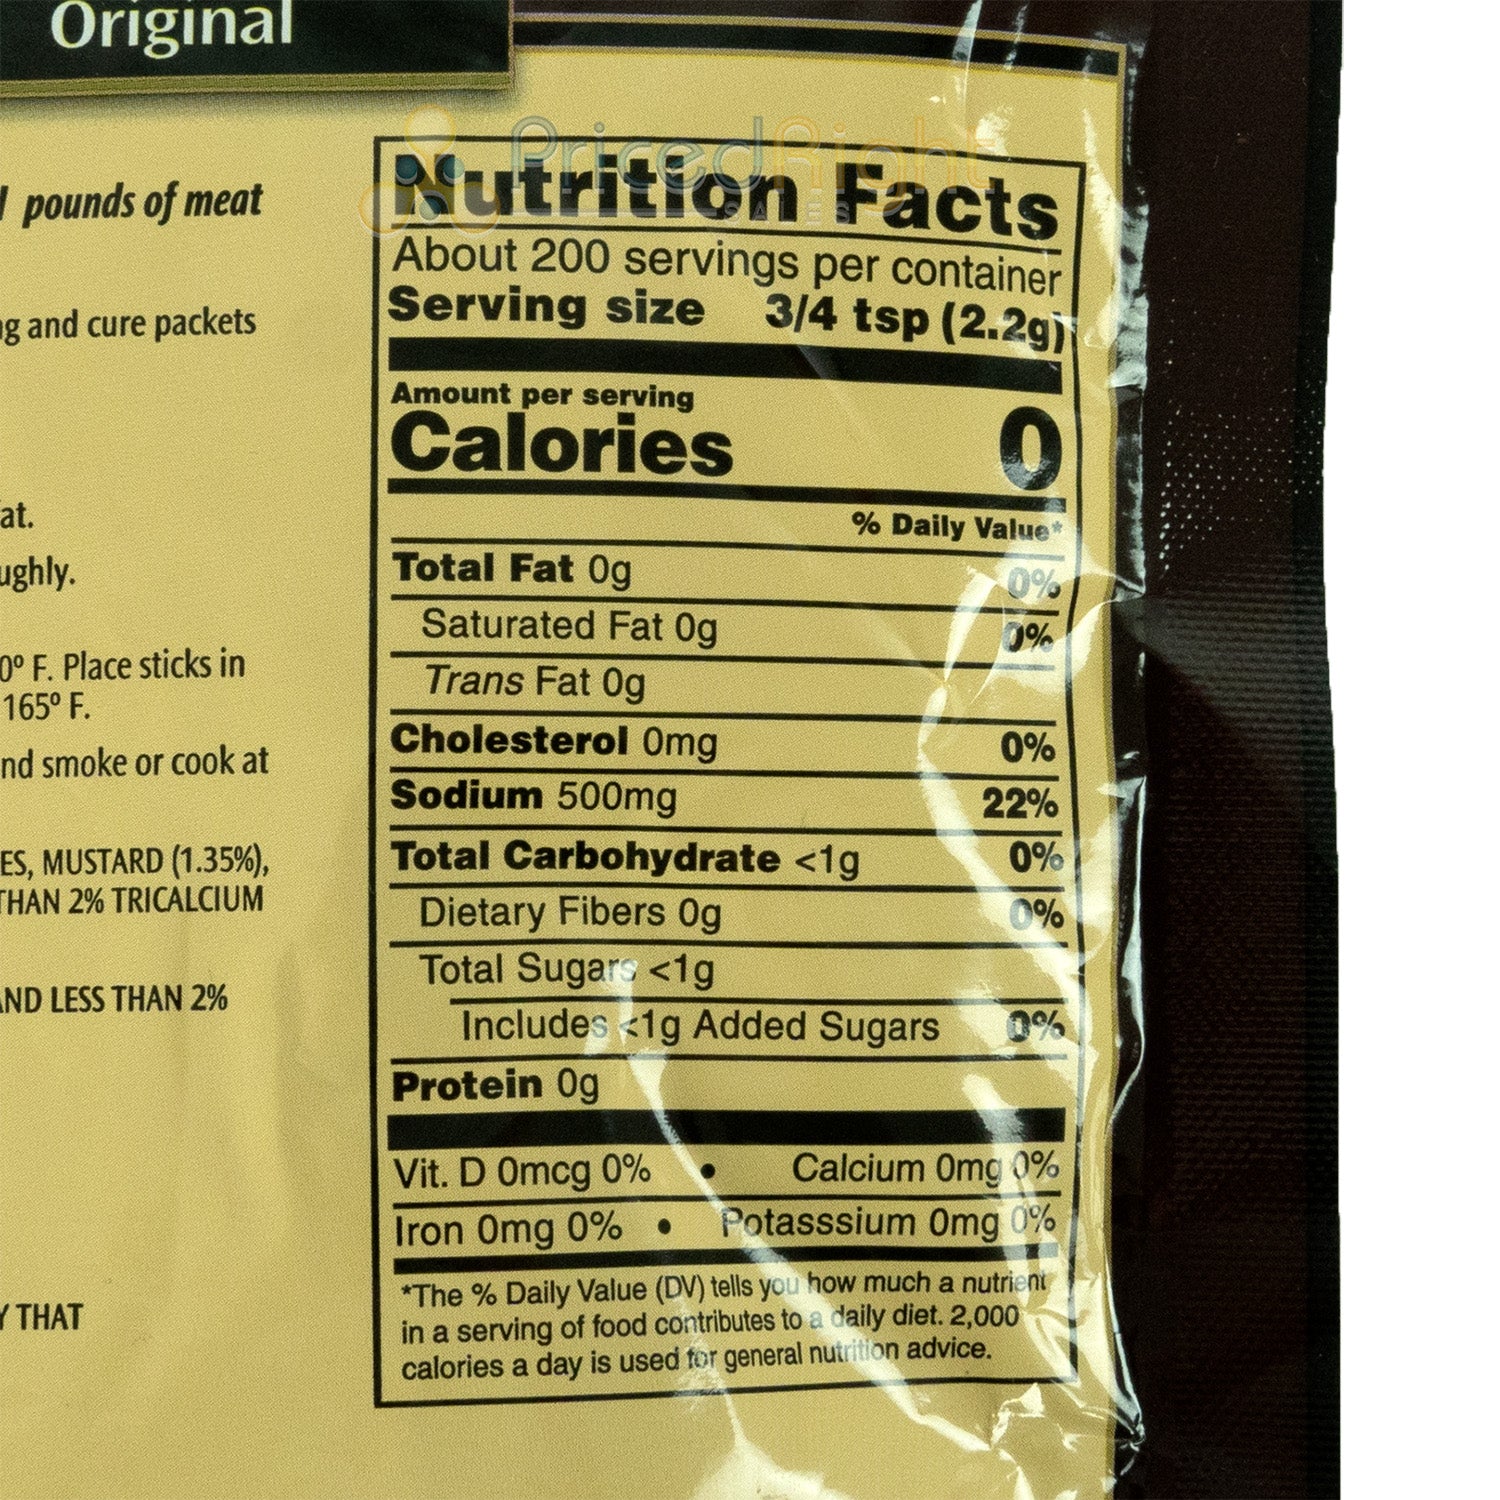 Original
pounds of meat
and cure packets
at.
0º F. Place sticks in
165º F.
smoke or cook at
MUSTARD (1.35%),
THAN 2% TRICALCIUM
AND LESS THAN 2%
THAT
PricedRight
SALES
Nutrition Facts
About 200 servings per container
Serving size 3/4 tsp (2.2g)
Amount per serving
Calories 0
% Daily Value*
Total Fat 0g 0%
Saturated Fat 0g 0%
Trans Fat 0g
Cholesterol 0mg 0%
Sodium 500mg 22%
Total Carbohydrate <1g 0%
Dietary Fibers 0g 0%
Total Sugars <1g
Includes <1g Added Sugars 0%
Protein 0g
Vit. D 0mcg 0% • Calcium 0mg 0%
Iron 0mg 0% • Potasssium 0mg 0%
*The % Daily Value (DV) tells you how much a nutrient
in a serving of food contributes to a daily diet. 2,000
calories a day is used for general nutrition advice.